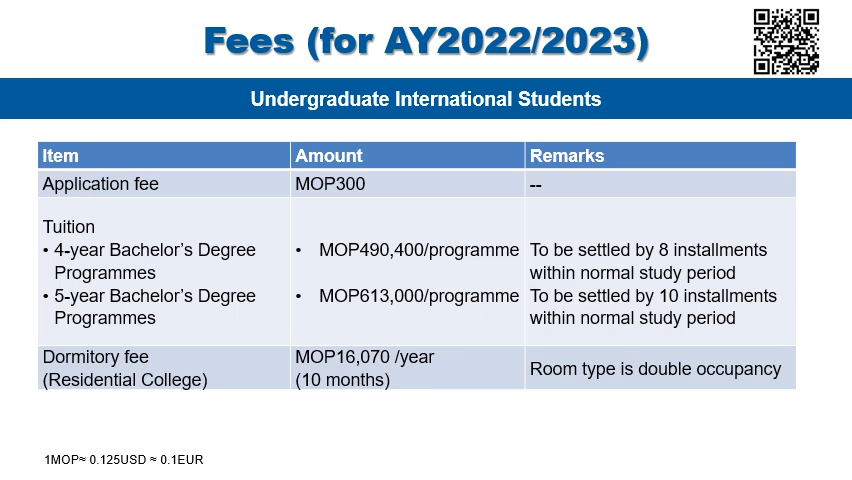 Fees (for AY2022/2023)
Undergraduate International Students
Item Amount Remarks
Application fee MOP300 --
Tuition
• 4-year Bachelor’s Degree • MOP490,400/programme To be settled by 8 installments
Programmes within normal study period
• 5-year Bachelor’s Degree • MOP613,000/programme To be settled by 10 installments
Programmes within normal study period
Dormitory fee MOP16,070 /year
(Residential College) (10 months) Room type is double occupancy
1MOP≈ 0.125USD ≈ 0.1EUR